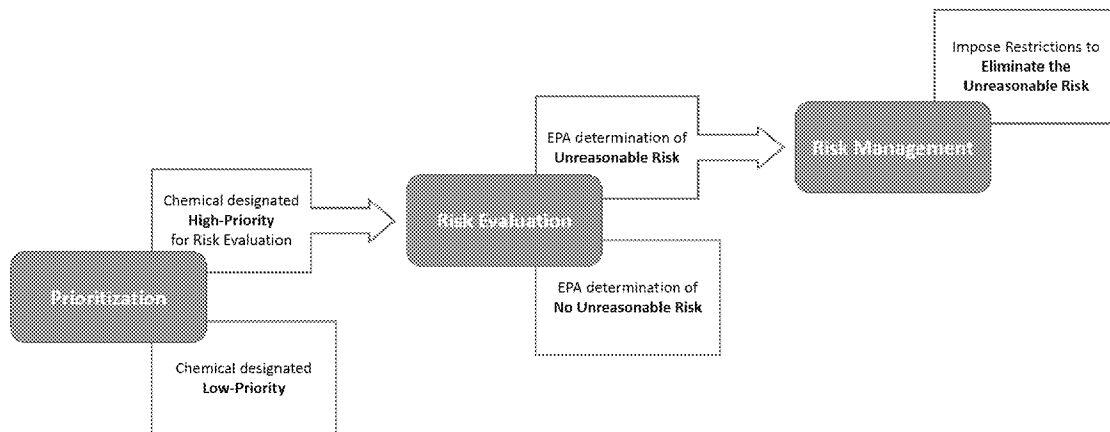 Impose Restrictions to
Eliminate the
Unreasonable Risk
Risk Management
EPA determination of
Unreasonable Risk
Chemical designated
High-Priority
for Risk Evaluation
Risk Evaluation
EPA determination of
No Unreasonable Risk
Prioritization
Chemical designated
Low-Priority